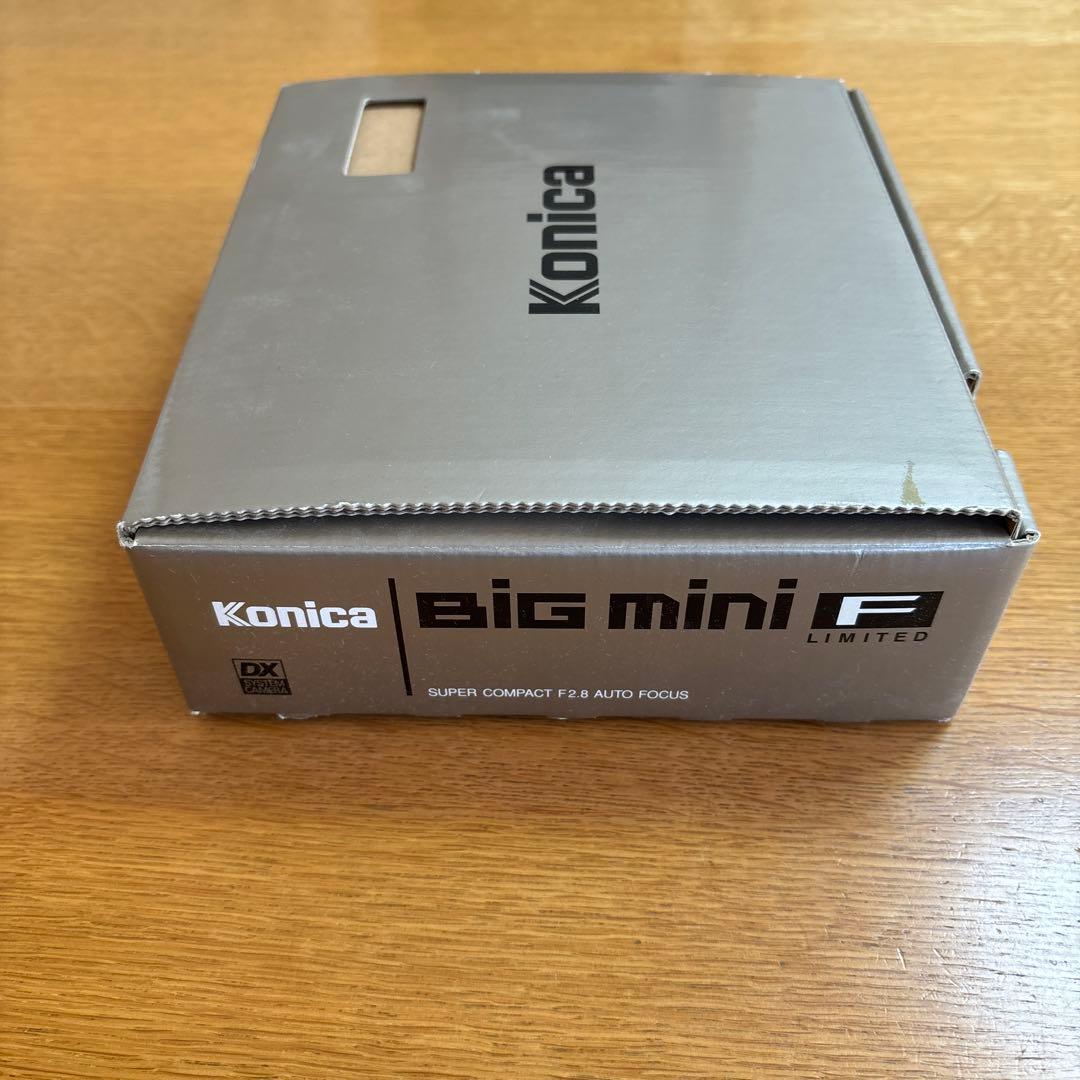 Konica
Konica
BiG mini F
LIMITED
DX
SYSTEM
CAMERA
SUPER COMPACT F2.8 AUTO FOCUS